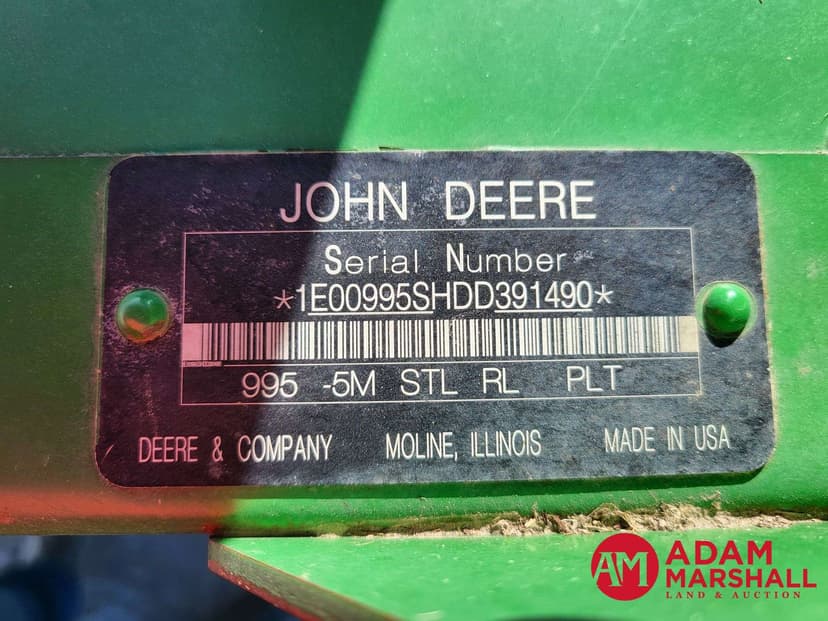 JOHN DEERE
Serial Number
*1E00995SHDD391490*
995 -5M STL RL PLT
DEERE & COMPANY MOLINE, ILLINOIS MADE IN USA
AM ADAM
MARSHALL
LAND & AUCTION